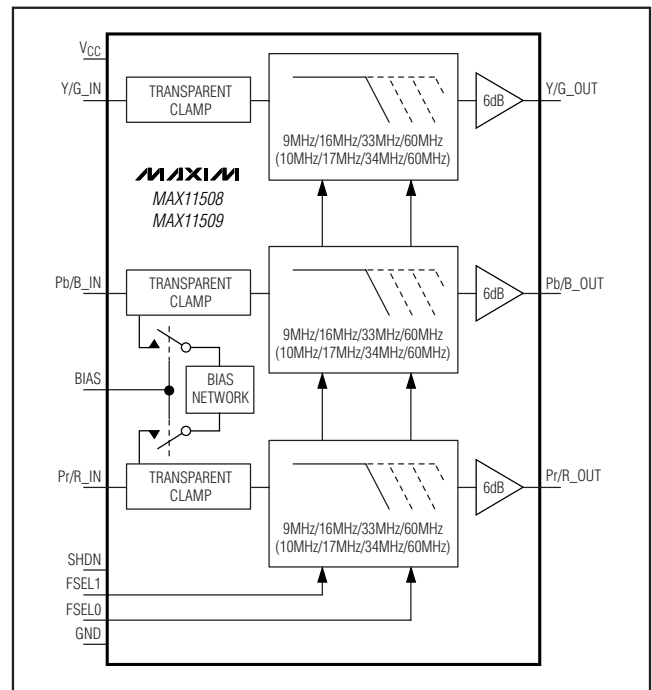 VCC
Y/G_IN
TRANSPARENT
CLAMP
9MHz/16MHz/33MHz/60MHz
(10MHz/17MHz/34MHz/60MHz)
6dB
Y/G_OUT
MAXIM
MAX11508
MAX11509
Pb/B_IN
TRANSPARENT
CLAMP
9MHz/16MHz/33MHz/60MHz
(10MHz/17MHz/34MHz/60MHz)
6dB
Pb/B_OUT
BIAS
BIAS
NETWORK
Pr/R_IN
TRANSPARENT
CLAMP
9MHz/16MHz/33MHz/60MHz
(10MHz/17MHz/34MHz/60MHz)
6dB
Pr/R_OUT
SHDN
FSEL1
FSEL0
GND